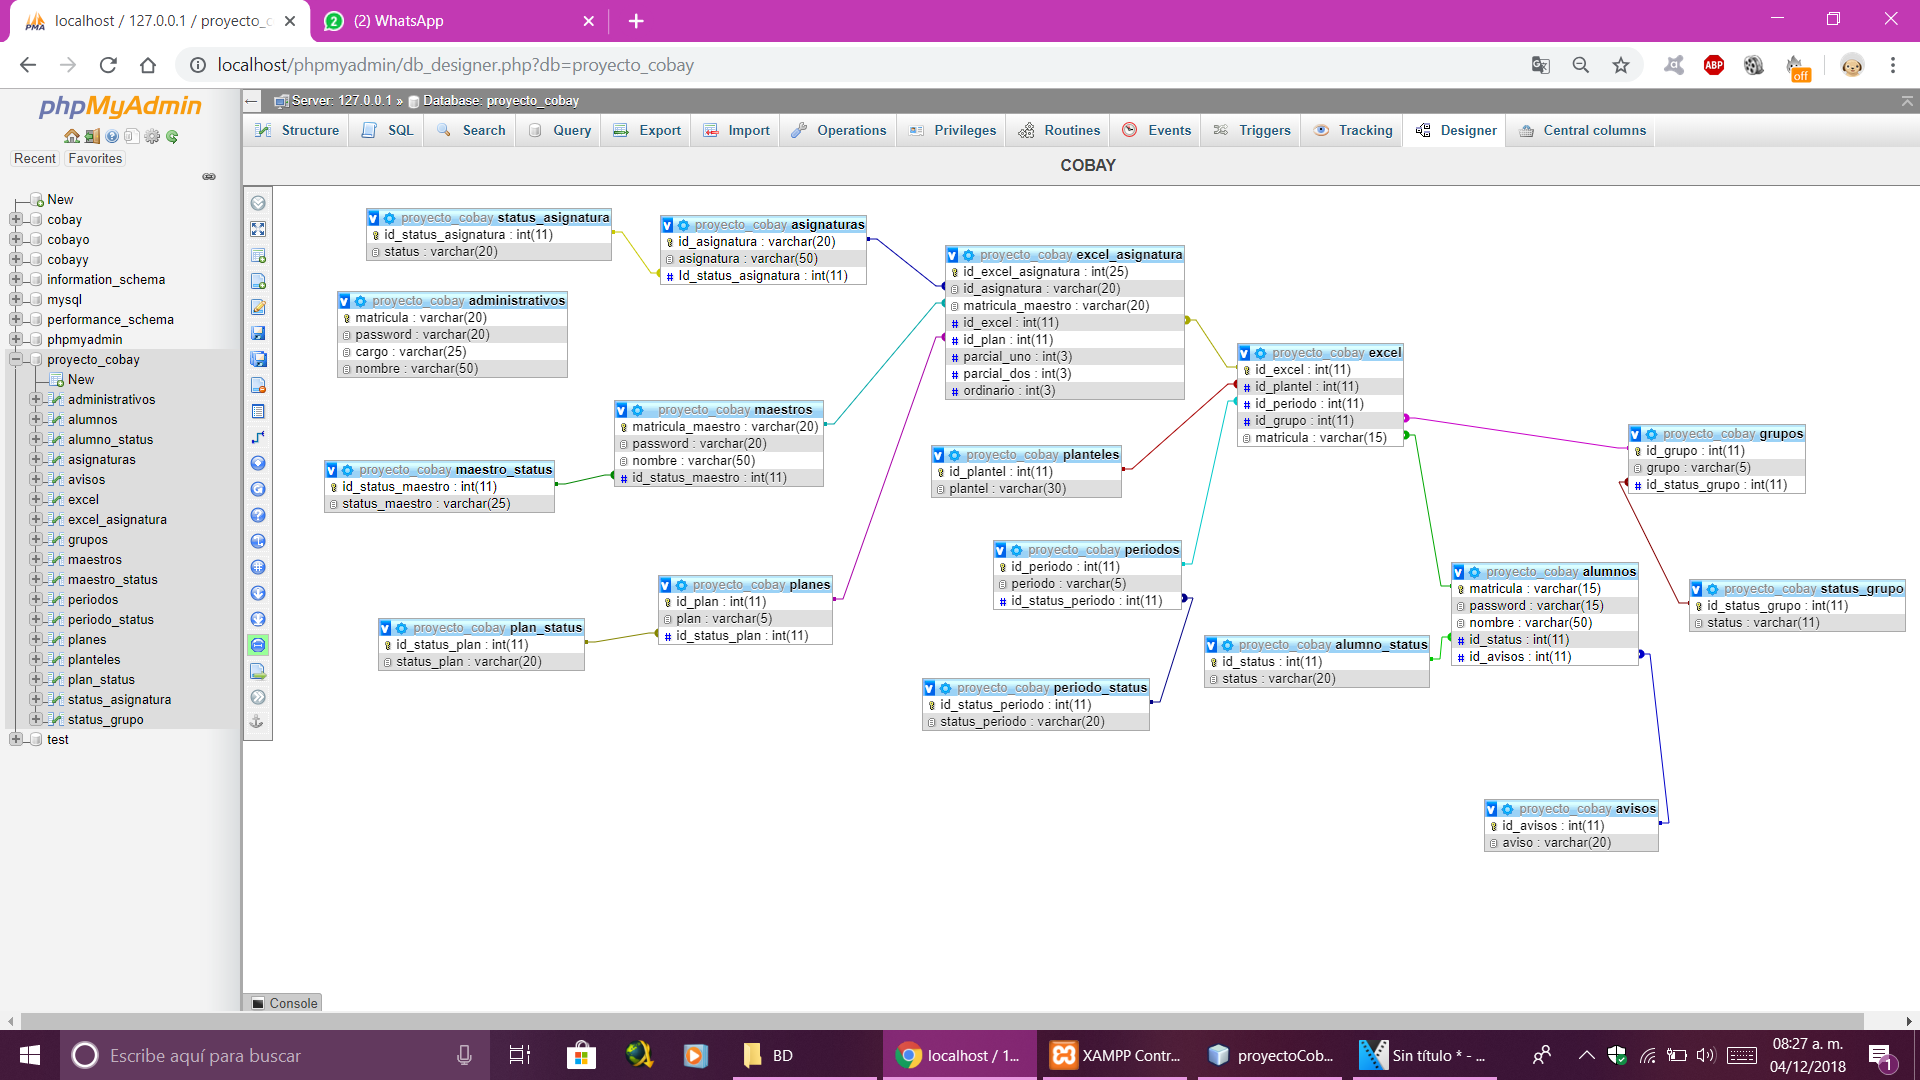 localhost / 127.0.0.1 / proyecto_c
(2) WhatsApp
localhost/phpmyadmin/db_designer.php?db=proyecto_cobay
ABP
off
phpMyAdmin
Recent
Favorites
New
cobay
cobayo
cobayy
information_schema
mysql
performance_schema
phpmyadmin
proyecto_cobay
New
administrativos
alumnos
alumno_status
asignaturas
avisos
excel
excel_asignatura
grupos
maestros
maestro_status
periodos
periodo_status
planes
planteles
plan_status
status_asignatura
status_grupo
test
Server: 127.0.0.1 » Database: proyecto_cobay
Structure
SQL
Search
Query
Export
Import
Operations
Privileges
Routines
Events
Triggers
Tracking
Designer
Central columns
COBAY
proyecto_cobay status_asignatura
id_status_asignatura : int(11)
status : varchar(20)
proyecto_cobay asignaturas
id_asignatura : varchar(20)
asignatura : varchar(50)
Id_status_asignatura : int(11)
proyecto_cobay excel_asignatura
id_excel_asignatura : int(25)
id_asignatura : varchar(20)
matricula_maestro : varchar(20)
id_excel : int(11)
id_plan : int(11)
parcial_uno : int(3)
parcial_dos : int(3)
ordinario : int(3)
proyecto_cobay administrativos
matricula : varchar(20)
password : varchar(20)
cargo : varchar(25)
nombre : varchar(50)
proyecto_cobay excel
id_excel : int(11)
id_plantel : int(11)
id_periodo : int(11)
id_grupo : int(11)
matricula : varchar(15)
proyecto_cobay maestros
matricula_maestro : varchar(20)
password : varchar(20)
nombre : varchar(50)
id_status_maestro : int(11)
proyecto_cobay grupos
id_grupo : int(11)
grupo : varchar(5)
id_status_grupo : int(11)
proyecto_cobay planteles
id_plantel : int(11)
plantel : varchar(30)
proyecto_cobay maestro_status
id_status_maestro : int(11)
status_maestro : varchar(25)
proyecto_cobay periodos
id_periodo : int(11)
periodo : varchar(5)
id_status_periodo : int(11)
proyecto_cobay alumnos
matricula : varchar(15)
password : varchar(15)
nombre : varchar(50)
id_status : int(11)
id_avisos : int(11)
proyecto_cobay planes
id_plan : int(11)
plan : varchar(5)
id_status_plan : int(11)
proyecto_cobay status_grupo
id_status_grupo : int(11)
status : varchar(11)
proyecto_cobay plan_status
id_status_plan : int(11)
status_plan : varchar(20)
proyecto_cobay alumno_status
id_status : int(11)
status : varchar(20)
proyecto_cobay periodo_status
id_status_periodo : int(11)
status_periodo : varchar(20)
proyecto_cobay avisos
id_avisos : int(11)
aviso : varchar(20)
Console
Escribe aquí para buscar
BD
localhost / 1...
XAMPP Contr...
proyectoCob...
Sin título * - ...
08:27 a. m.
04/12/2018
1